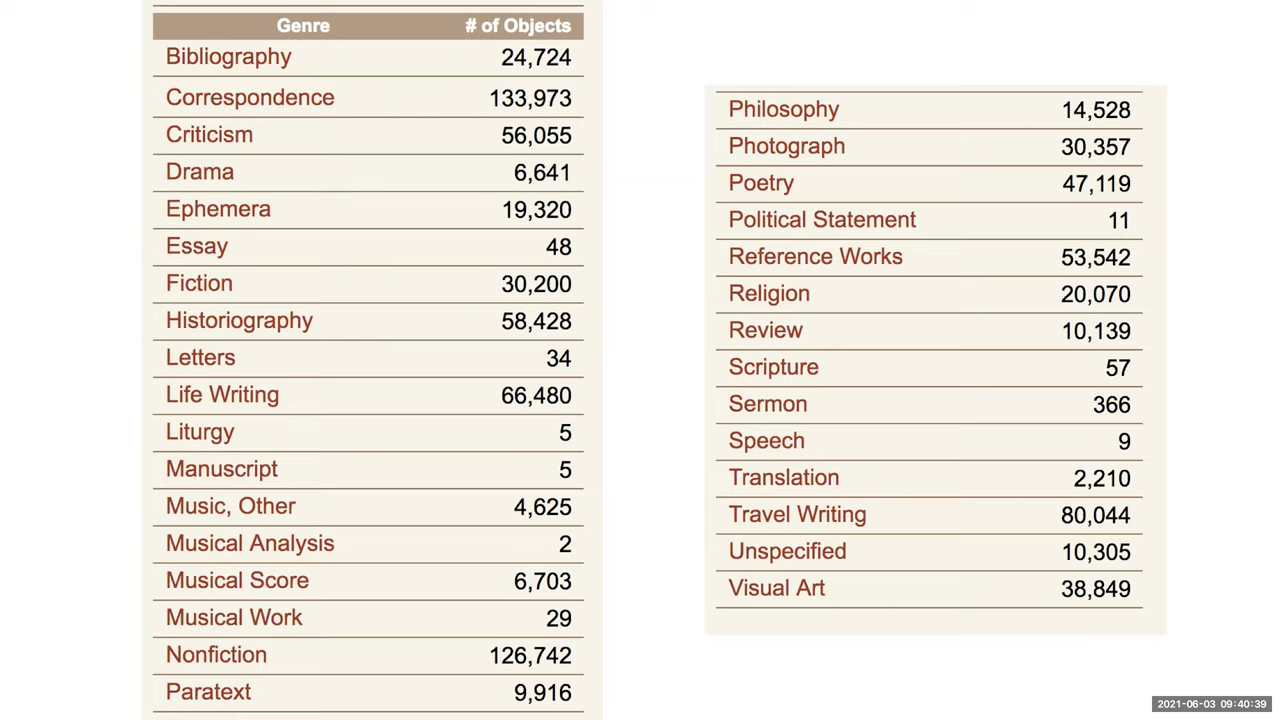 Genre # of Objects
Bibliography 24,724
Correspondence 133,973
Criticism 56,055
Drama 6,641
Ephemera 19,320
Essay 48
Fiction 30,200
Historiography 58,428
Letters 34
Life Writing 66,480
Liturgy 5
Manuscript 5
Music, Other 4,625
Musical Analysis 2
Musical Score 6,703
Musical Work 29
Nonfiction 126,742
Paratext 9,916
Philosophy 14,528
Photograph 30,357
Poetry 47,119
Political Statement 11
Reference Works 53,542
Religion 20,070
Review 10,139
Scripture 57
Sermon 366
Speech 9
Translation 2,210
Travel Writing 80,044
Unspecified 10,305
Visual Art 38,849
2021-06-03 09:40:39